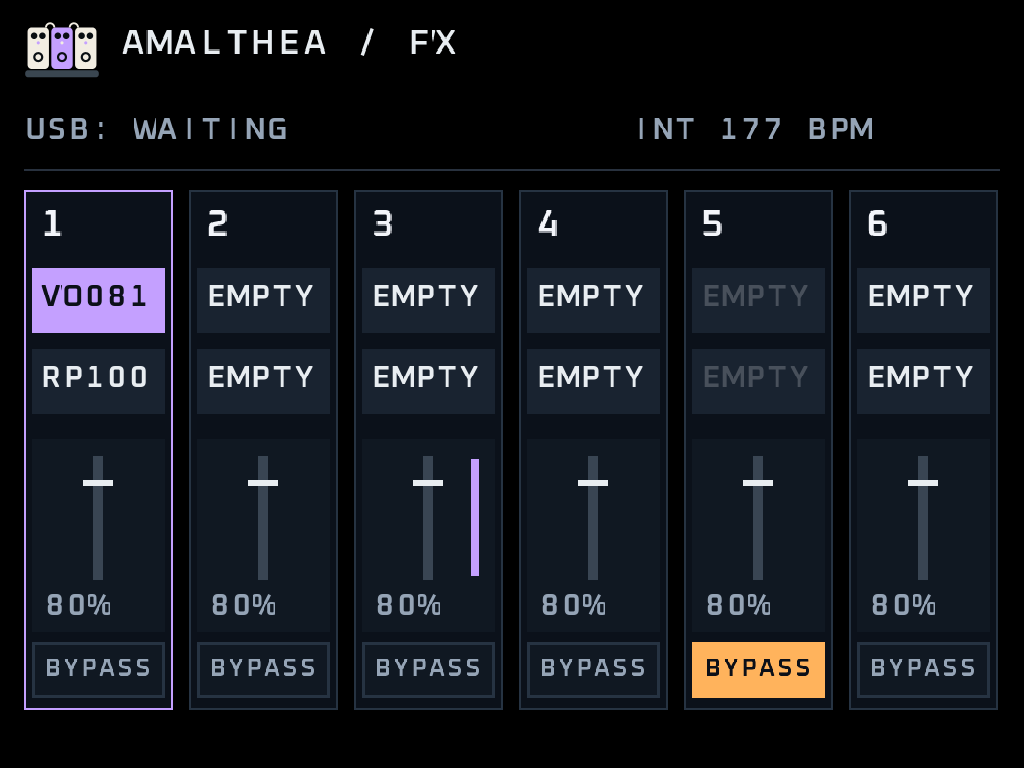 AMALTHEA / FX
USB: WAITING INT 177 BPM
1 2 3 4 5 6
VO081 EMPTY EMPTY EMPTY EMPTY EMPTY
RP100 EMPTY EMPTY EMPTY EMPTY EMPTY
80% 80% 80% 80% 80% 80%
BYPASS BYPASS BYPASS BYPASS BYPASS BYPASS